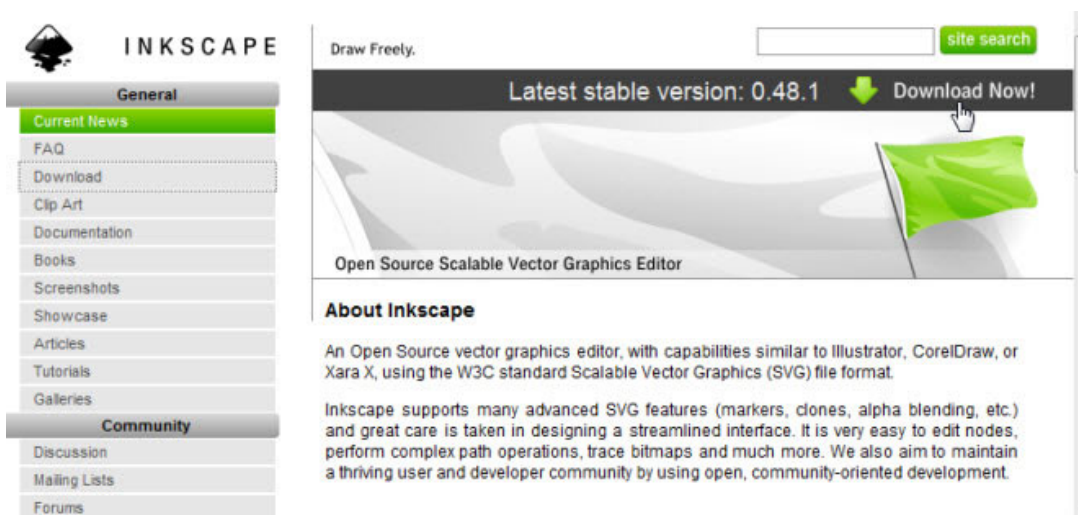 INKSCAPE
General
Current News
FAQ
Download
Clip Art
Documentation
Books
Screenshots
Showcase
Articles
Tutorials
Galleries
Community
Discussion
Mailing Lists
Forums
Draw Freely.
site search
Latest stable version: 0.48.1 Download Now!
Open Source Scalable Vector Graphics Editor
About Inkscape
An Open Source vector graphics editor, with capabilities similar to Illustrator, CorelDraw, or
Xara X, using the W3C standard Scalable Vector Graphics (SVG) file format.
Inkscape supports many advanced SVG features (markers, clones, alpha blending, etc.)
and great care is taken in designing a streamlined interface. It is very easy to edit nodes,
perform complex path operations, trace bitmaps and much more. We also aim to maintain
a thriving user and developer community by using open, community-oriented development.